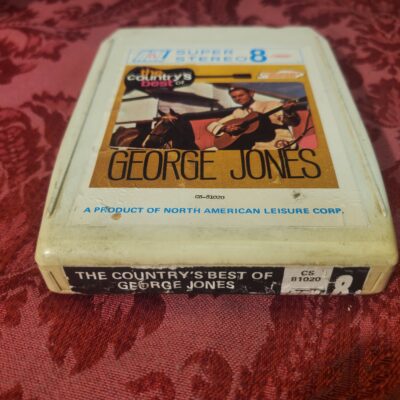 SUPER
STEREO 8
the
country's
best of
GEORGE JONES
CS-81020
A PRODUCT OF NORTH AMERICAN LEISURE CORP.
THE COUNTRY'S BEST OF
GEORGE JONES
CS
81020
8